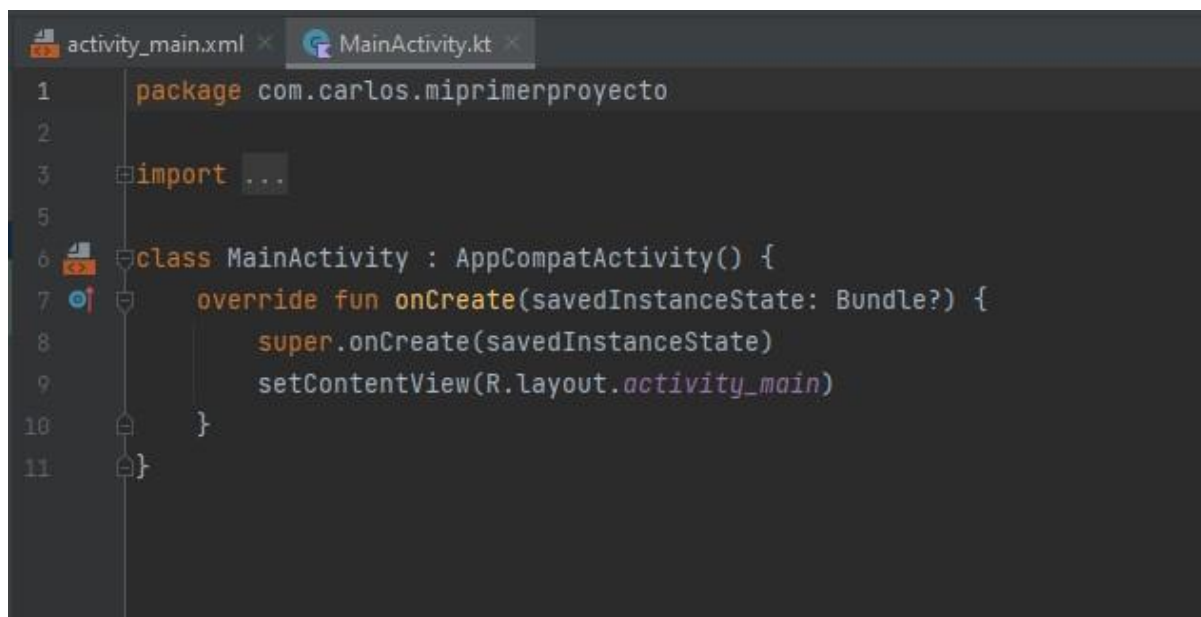 activity_main.xml MainActivity.kt
1 package com.carlos.miprimerproyecto
2
3 import ...
5
6 class MainActivity : AppCompatActivity() {
7 override fun onCreate(savedInstanceState: Bundle?) {
8 super.onCreate(savedInstanceState)
9 setContentView(R.layout.activity_main)
10 }
11 }